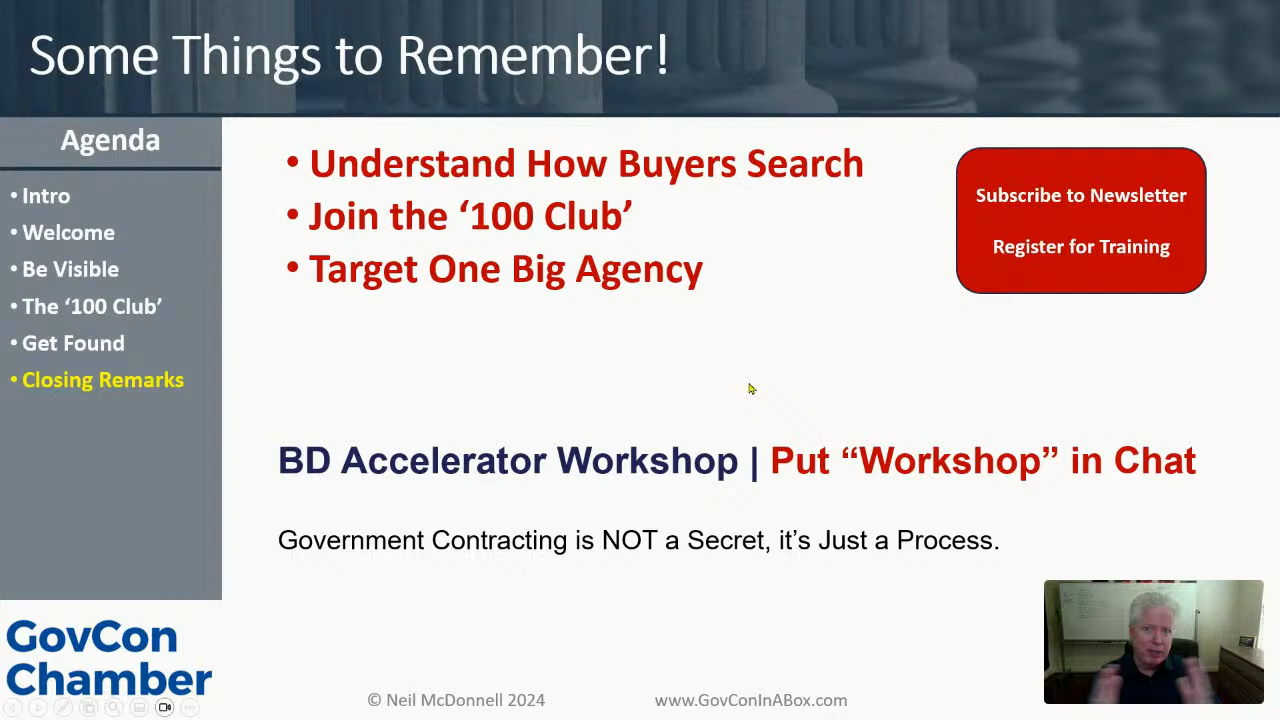 Some Things to Remember!
Agenda
• Intro
• Welcome
• Be Visible
• The ‘100 Club’
• Get Found
• Closing Remarks
• Understand How Buyers Search
• Join the ‘100 Club’
• Target One Big Agency
Subscribe to Newsletter
Register for Training
BD Accelerator Workshop | Put “Workshop” in Chat
Government Contracting is NOT a Secret, it’s Just a Process.
GovCon
Chamber
© Neil McDonnell 2024
www.GovConInABox.com